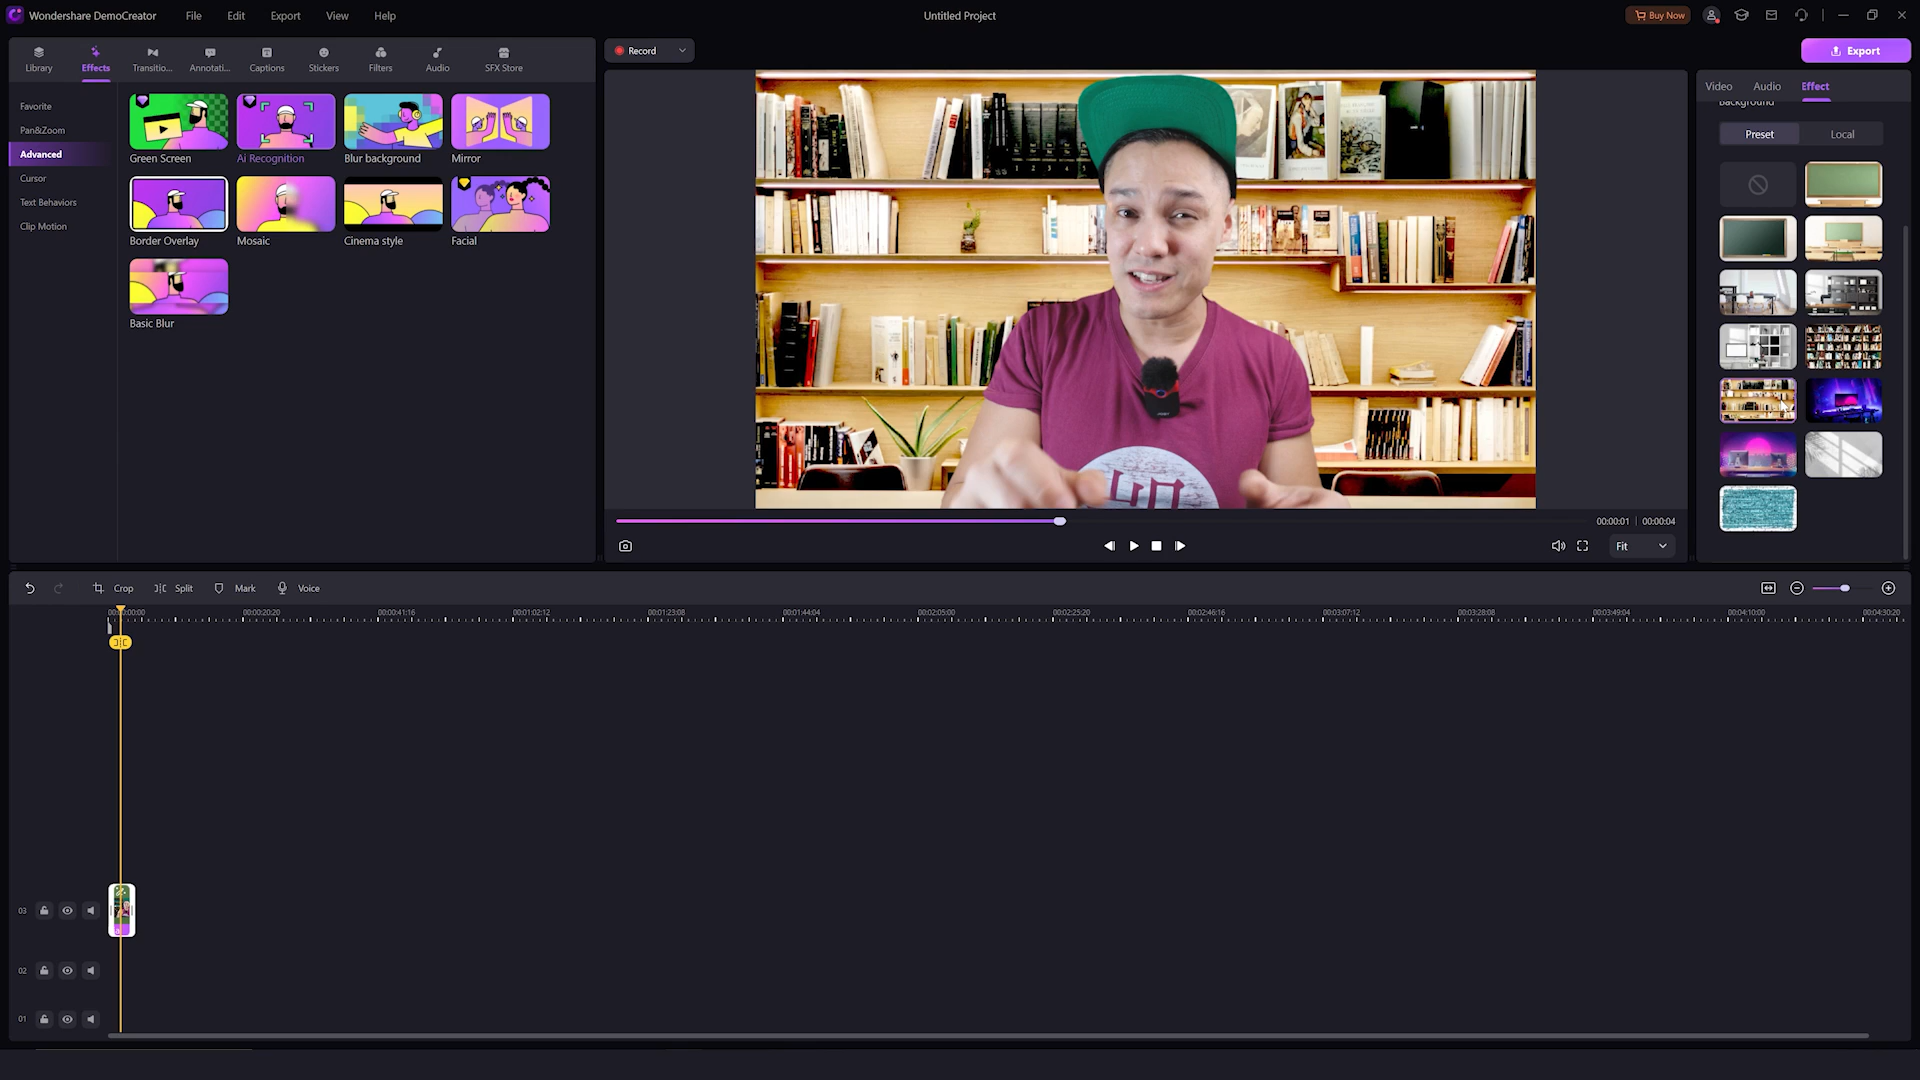 Wondershare DemoCreator
File
Edit
Export
View
Help
Untitled Project
Buy Now
Library
Effects
Transitio...
Annotati...
Captions
Stickers
Filters
Audio
SFX Store
Record
Export
Video
Audio
Effect
Background
Preset
Local
Favorite
Pan&Zoom
Advanced
Cursor
Text Behaviors
Clip Motion
Green Screen
Ai Recognition
Blur background
Mirror
Border Overlay
Mosaic
Cinema style
Facial
Basic Blur
00:00:01 | 00:00:04
Fit
Crop
Split
Mark
Voice
00:00:20:20
00:00:41:16
00:01:02:12
00:01:23:08
00:01:44:04
00:02:05:00
00:02:25:20
00:02:46:16
00:03:07:12
00:03:28:08
00:03:49:04
00:04:10:00
00:04:30:20
03
02
01